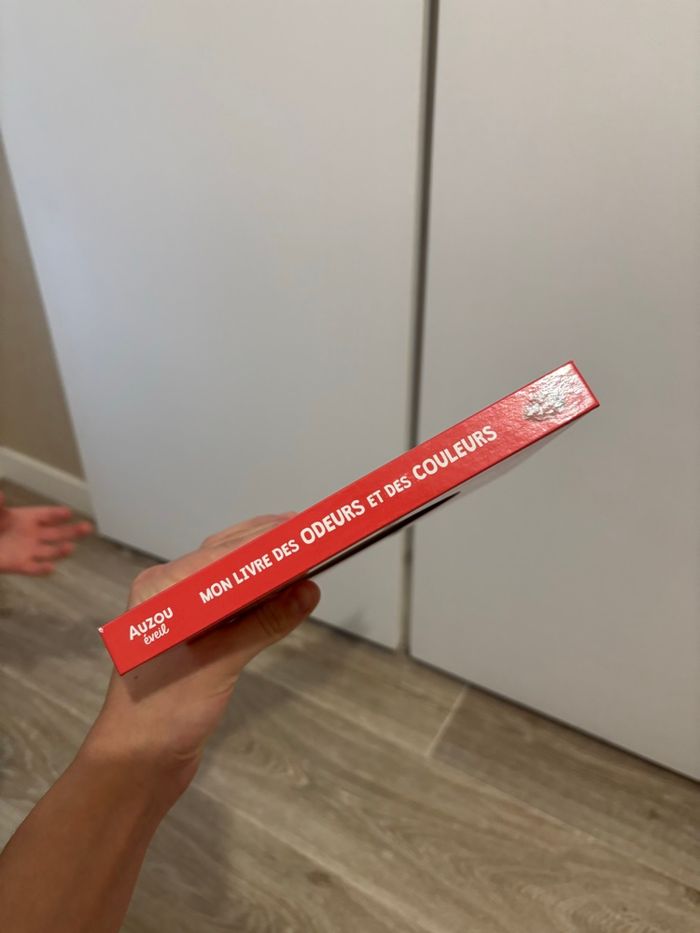 AUZOU
éveil
MON LIVRE DES ODEURS ET DES COULEURS